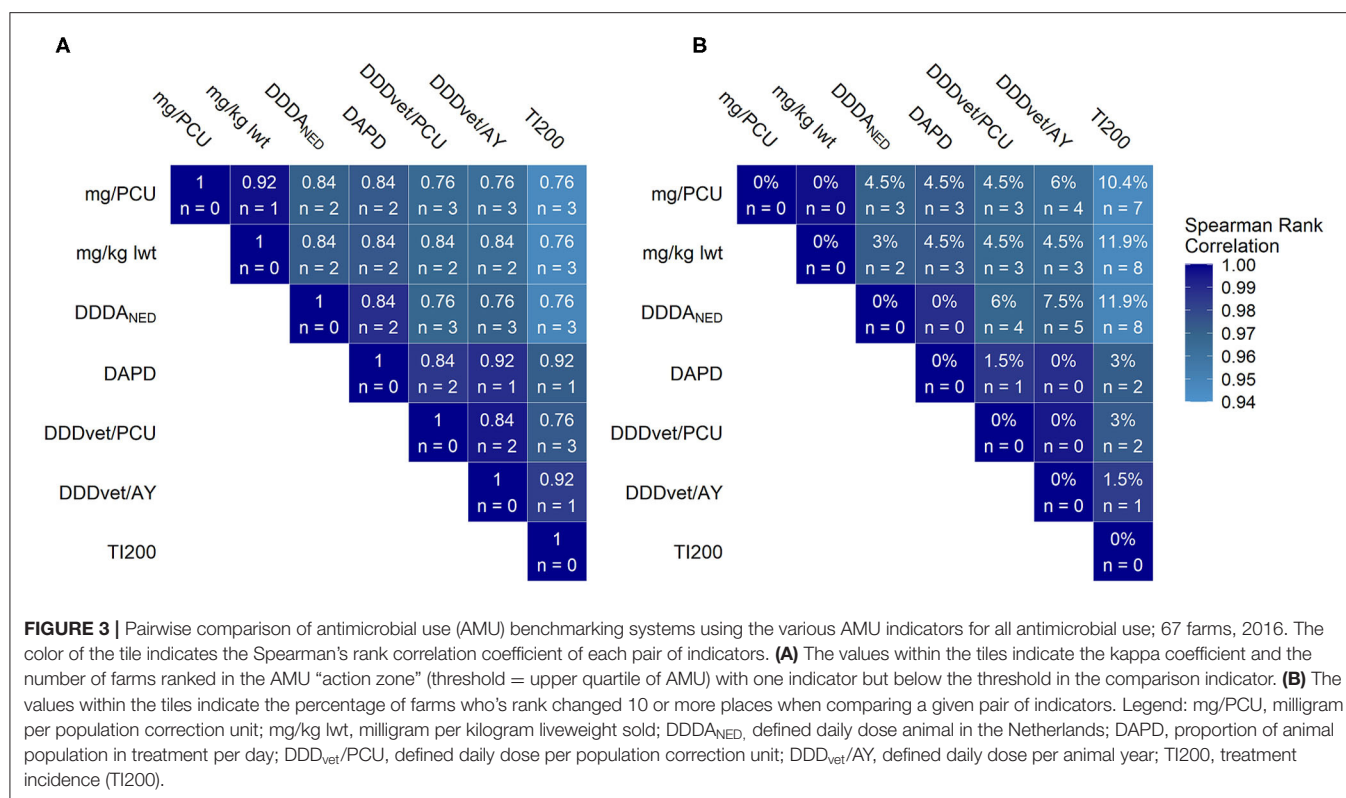 A
mg/PCU
mg/kg lwt
DDDANED
DAPD
DDDvet/PCU
DDDvet/AY
TI200
mg/PCU
1 0.92 0.84 0.84 0.76 0.76 0.76
n = 0 n = 1 n = 2 n = 2 n = 3 n = 3 n = 3
mg/kg lwt
1 0.84 0.84 0.84 0.84 0.76
n = 0 n = 2 n = 2 n = 2 n = 2 n = 3
DDDANED
1 0.84 0.76 0.76 0.76
n = 0 n = 2 n = 3 n = 3 n = 3
DAPD
1 0.84 0.92 0.92
n = 0 n = 2 n = 1 n = 1
DDDvet/PCU
1 0.84 0.76
n = 0 n = 2 n = 3
DDDvet/AY
1 0.92
n = 0 n = 1
TI200
1
n = 0
B
mg/PCU
mg/kg lwt
DDDANED
DAPD
DDDvet/PCU
DDDvet/AY
TI200
mg/PCU
0% 0% 4.5% 4.5% 4.5% 6% 10.4%
n = 0 n = 0 n = 3 n = 3 n = 3 n = 4 n = 7
mg/kg lwt
0% 3% 4.5% 4.5% 4.5% 11.9%
n = 0 n = 2 n = 3 n = 3 n = 3 n = 8
DDDANED
0% 0% 6% 7.5% 11.9%
n = 0 n = 0 n = 4 n = 5 n = 8
DAPD
0% 1.5% 0% 3%
n = 0 n = 1 n = 0 n = 2
DDDvet/PCU
0% 0% 3%
n = 0 n = 0 n = 2
DDDvet/AY
0% 1.5%
n = 0 n = 1
TI200
0%
n = 0
Spearman Rank
Correlation
1.00
0.99
0.98
0.97
0.96
0.95
0.94
FIGURE 3 | Pairwise comparison of antimicrobial use (AMU) benchmarking systems using the various AMU indicators for all antimicrobial use; 67 farms, 2016. The
color of the tile indicates the Spearman's rank correlation coefficient of each pair of indicators. (A) The values within the tiles indicate the kappa coefficient and the
number of farms ranked in the AMU "action zone" (threshold = upper quartile of AMU) with one indicator but below the threshold in the comparison indicator. (B) The
values within the tiles indicate the percentage of farms who's rank changed 10 or more places when comparing a given pair of indicators. Legend: mg/PCU, milligram
per population correction unit; mg/kg lwt, milligram per kilogram liveweight sold; DDDANED, defined daily dose animal in the Netherlands; DAPD, proportion of animal
population in treatment per day; DDDvet/PCU, defined daily dose per population correction unit; DDDvet/AY, defined daily dose per animal year; TI200, treatment
incidence (TI200).